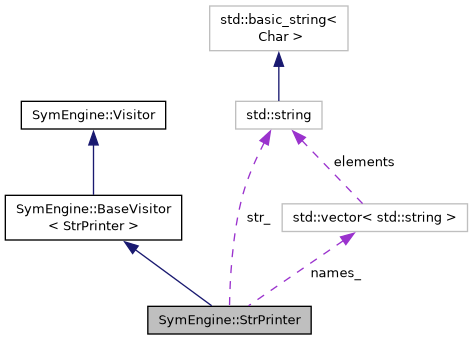 std::basic_string<
Char >
SymEngine::Visitor
std::string
elements
SymEngine::BaseVisitor
< StrPrinter >
str_
std::vector< std::string >
names_
SymEngine::StrPrinter